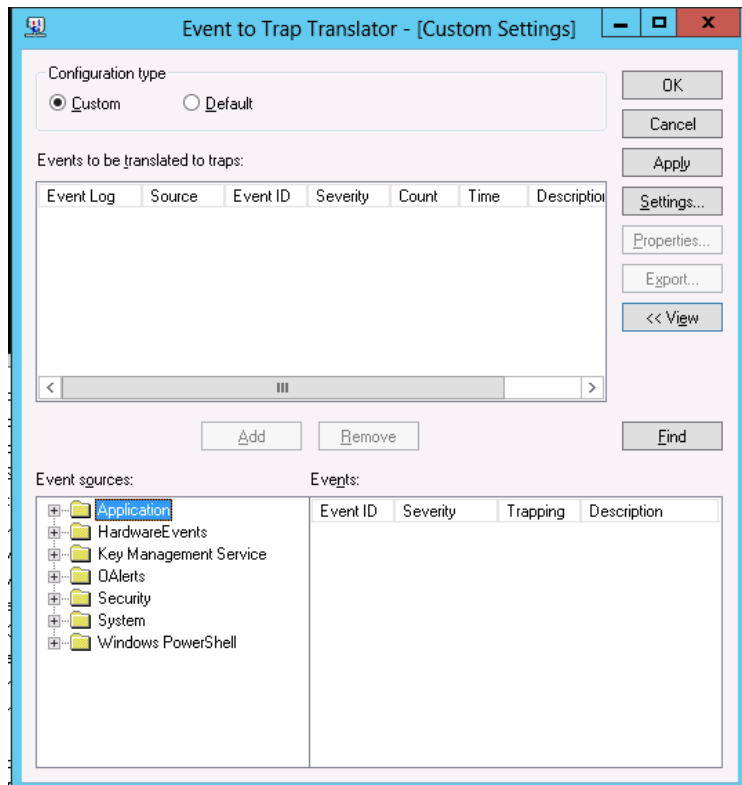 Event to Trap Translator - [Custom Settings]
Configuration type
Custom Default
OK
Cancel
Events to be translated to traps:
Apply
Event Log Source Event ID Severity Count Time Description
Settings...
Properties...
Export...
<< View
Add Remove Find
Event sources: Events:
Application
HardwareEvents
Key Management Service
OAlerts
Security
System
Windows PowerShell
Event ID Severity Trapping Description